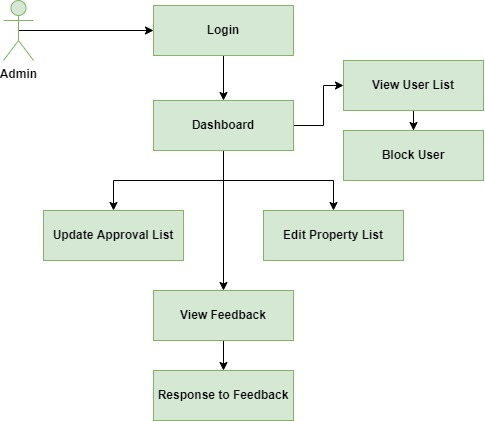 Login
Admin
View User List
Dashboard
Block User
Update Approval List
Edit Property List
View Feedback
Response to Feedback